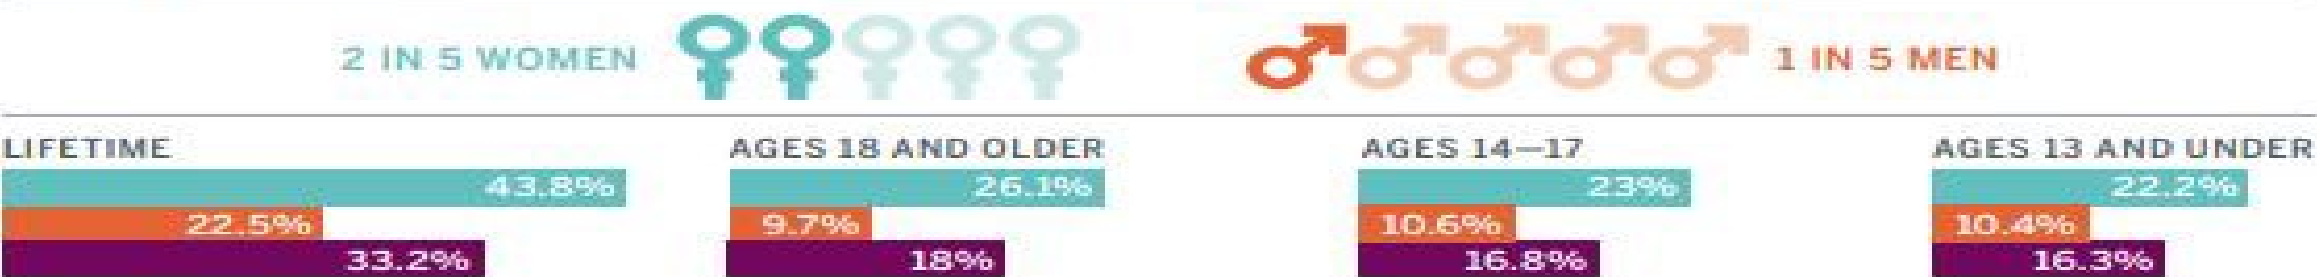 2 IN 5 WOMEN
1 IN 5 MEN
LIFETIME
43.8%
22.5%
33.2%
AGES 18 AND OLDER
26.1%
9.7%
18%
AGES 14—17
23%
10.6%
16.8%
AGES 13 AND UNDER
22.2%
10.4%
16.3%